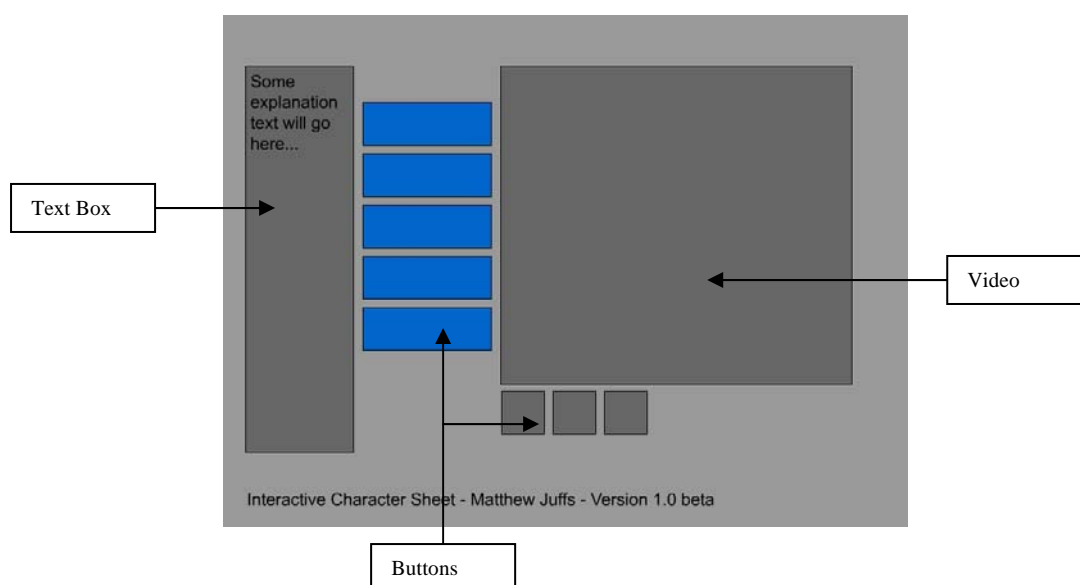 Some
explanation
text will go
here...
Text Box
Video
Interactive Character Sheet - Matthew Juffs - Version 1.0 beta
Buttons